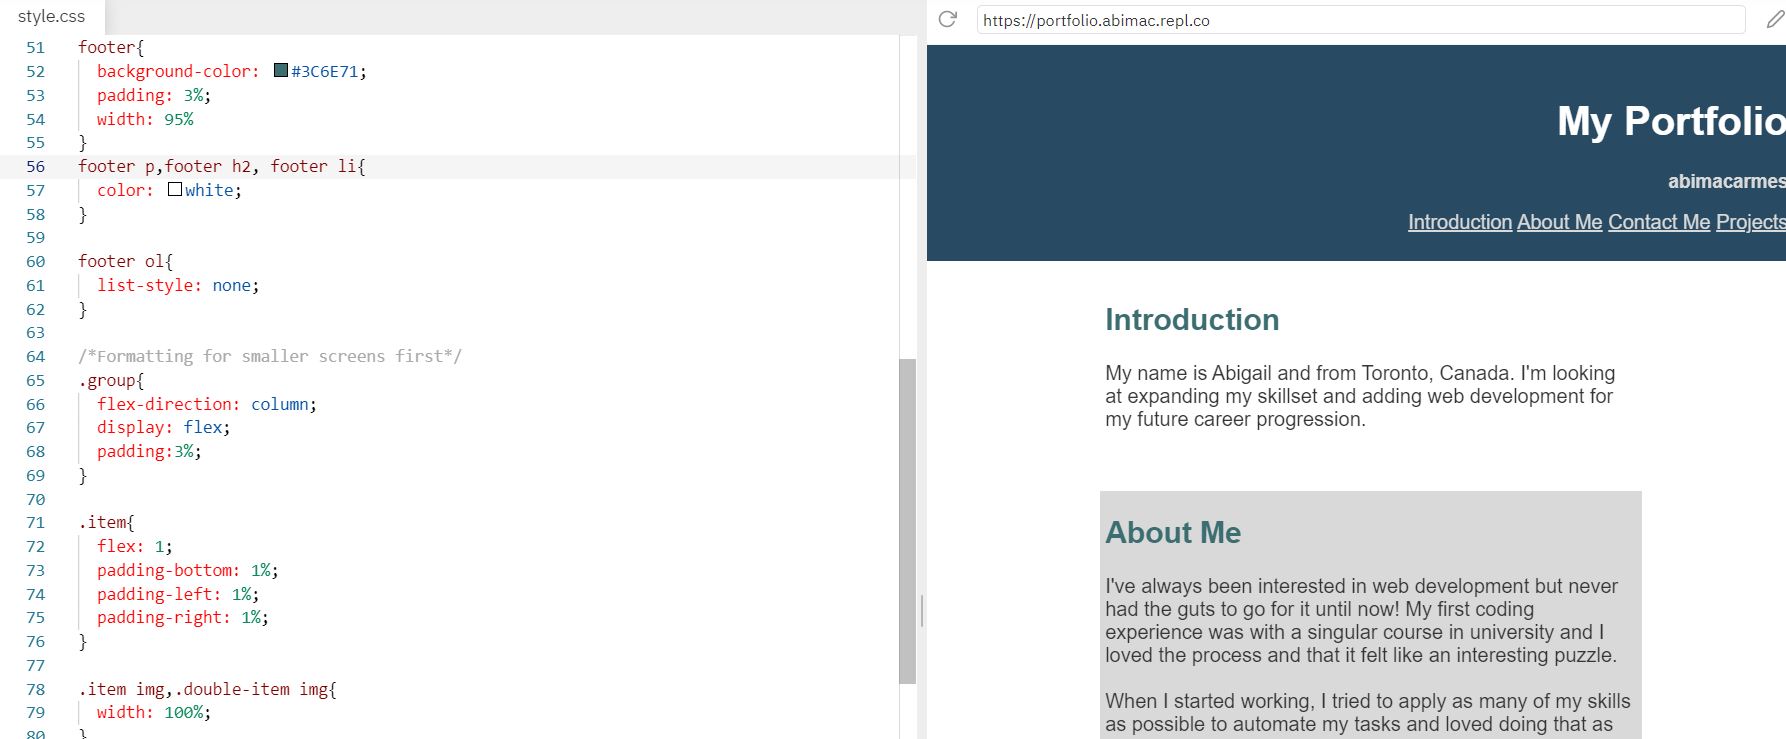 style.css
51 footer{
52 background-color: #3C6E71;
53 padding: 3%;
54 width: 95%
55 }
56 footer p,footer h2, footer li{
57 color: white;
58 }
59
60 footer ol{
61 list-style: none;
62 }
63
64 /*Formatting for smaller screens first*/
65 .group{
66 flex-direction: column;
67 display: flex;
68 padding:3%;
69 }
70
71 .item{
72 flex: 1;
73 padding-bottom: 1%;
74 padding-left: 1%;
75 padding-right: 1%;
76 }
77
78 .item img,.double-item img{
79 width: 100%;
80 }
https://portfolio.abimac.repl.co
My Portfolio
abimacarmes
Introduction About Me Contact Me Projects
Introduction
My name is Abigail and from Toronto, Canada. I'm looking
at expanding my skillset and adding web development for
my future career progression.
About Me
I've always been interested in web development but never
had the guts to go for it until now! My first coding
experience was with a singular course in university and I
loved the process and that it felt like an interesting puzzle.
When I started working, I tried to apply as many of my skills
as possible to automate my tasks and loved doing that as